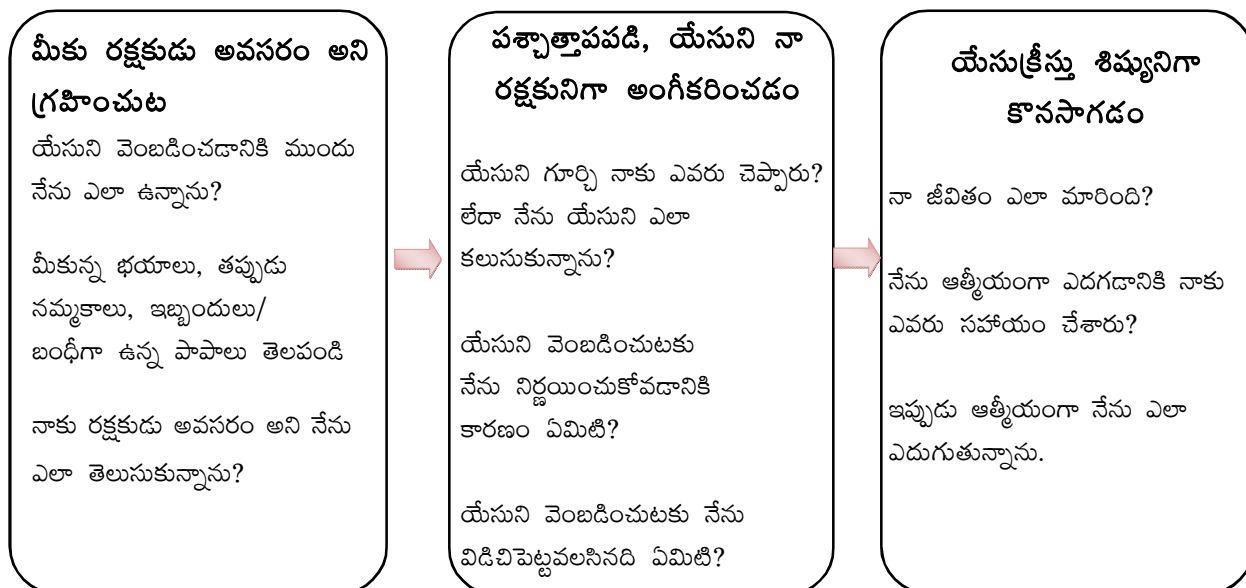 మీకు రక్షకుడు అవసరం అని
గ్రహించుట
యేసుని వెంబడించడానికి ముందు
నేను ఎలా ఉన్నాను?
మీకున్న భయాలు, తప్పుడు
నమ్మకాలు, ఇబ్బందులు/
బంధీగా ఉన్న పాపాలు తెలపండి
నాకు రక్షకుడు అవసరం అని నేను
ఎలా తెలుసుకున్నాను?
పశ్చాత్తాపపడి, యేసుని నా
రక్షకునిగా అంగీకరించడం
యేసుని గూర్చి నాకు ఎవరు చెప్పారు?
లేదా నేను యేసుని ఎలా
కలుసుకున్నాను?
యేసుని వెంబడించుటకు
నేను నిర్ణయించుకోవడానికి
కారణం ఏమిటి?
యేసుని వెంబడించుటకు నేను
విడిచిపెట్టవలసినది ఏమిటి?
యేసుక్రీస్తు శిష్యునిగా
కొనసాగడం
నా జీవితం ఎలా మారింది?
నేను ఆత్మీయంగా ఎదగడానికి నాకు
ఎవరు సహాయం చేశారు?
ఇప్పుడు ఆత్మీయంగా నేను ఎలా
ఎదుగుతున్నాను.